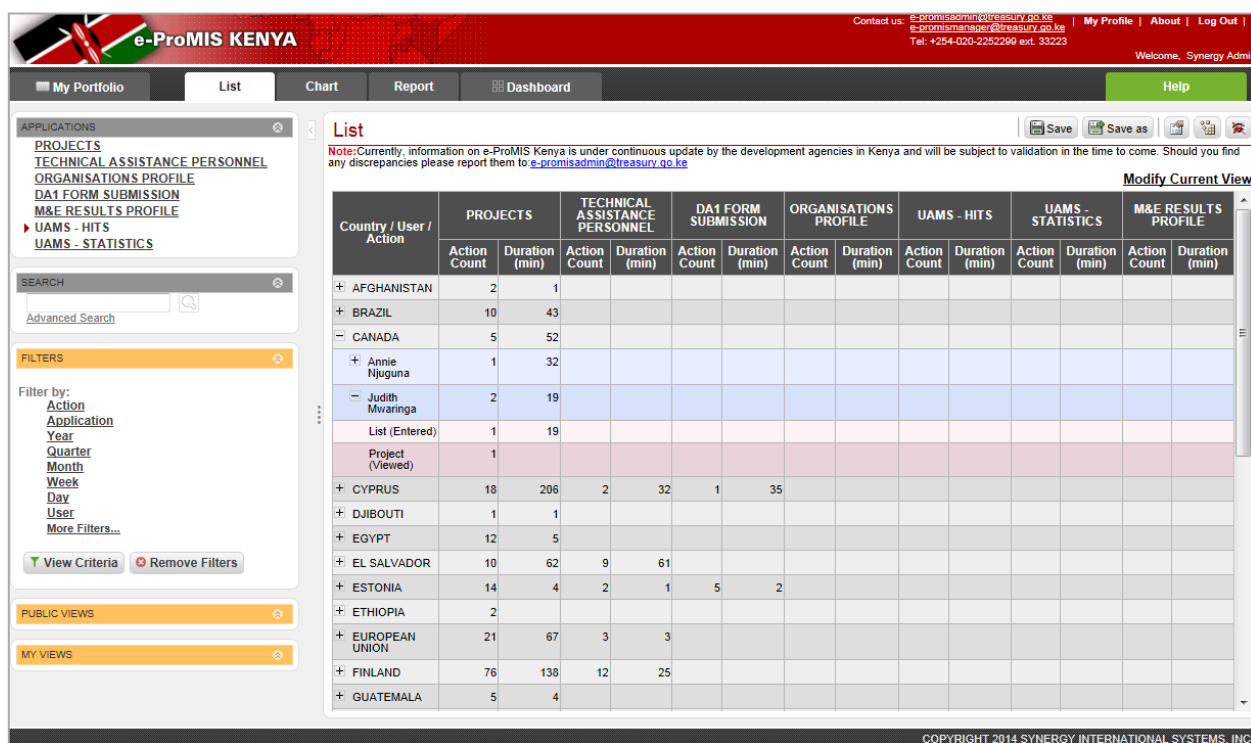 e-ProMIS KENYA
Contact us: e-promisadmin@treasury.go.ke
e-promismanager@treasury.go.ke
Tel: +254-020-2252299 ext. 33223
| My Profile | About | Log Out |
Welcome, Synergy Admi
My Portfolio List Chart Report Dashboard Help
APPLICATIONS
PROJECTS
TECHNICAL ASSISTANCE PERSONNEL
ORGANISATIONS PROFILE
DA1 FORM SUBMISSION
M&E RESULTS PROFILE
UAMS - HITS
UAMS - STATISTICS
SEARCH
Advanced Search
FILTERS
Filter by:
Action
Application
Year
Quarter
Month
Week
Day
User
More Filters...
View Criteria Remove Filters
PUBLIC VIEWS
MY VIEWS
List
Save Save as
Note:Currently, information on e-ProMIS Kenya is under continuous update by the development agencies in Kenya and will be subject to validation in the time to come. Should you find
any discrepancies please report them to:e-promisadmin@treasury.go.ke
Modify Current View
Country / User /
Action
PROJECTS
TECHNICAL
ASSISTANCE
PERSONNEL
DA1 FORM
SUBMISSION
ORGANISATIONS
PROFILE
UAMS - HITS
UAMS -
STATISTICS
M&E RESULTS
PROFILE
Action Duration Action Duration Action Duration Action Duration Action Duration Action Duration Action Duration
Count (min) Count (min) Count (min) Count (min) Count (min) Count (min) Count (min)
+ AFGHANISTAN 2 1
+ BRAZIL 10 43
− CANADA 5 52
+ Annie 1 32
Njuguna
− Judith 2 19
Mwaringa
List (Entered) 1 19
Project 1
(Viewed)
+ CYPRUS 18 206 2 32 1 35
+ DJIBOUTI 1 1
+ EGYPT 12 5
+ EL SALVADOR 10 62 9 61
+ ESTONIA 14 4 2 1 5 2
+ ETHIOPIA 2
+ EUROPEAN 21 67 3 3
UNION
+ FINLAND 76 138 12 25
+ GUATEMALA 5 4
COPYRIGHT 2014 SYNERGY INTERNATIONAL SYSTEMS, INC